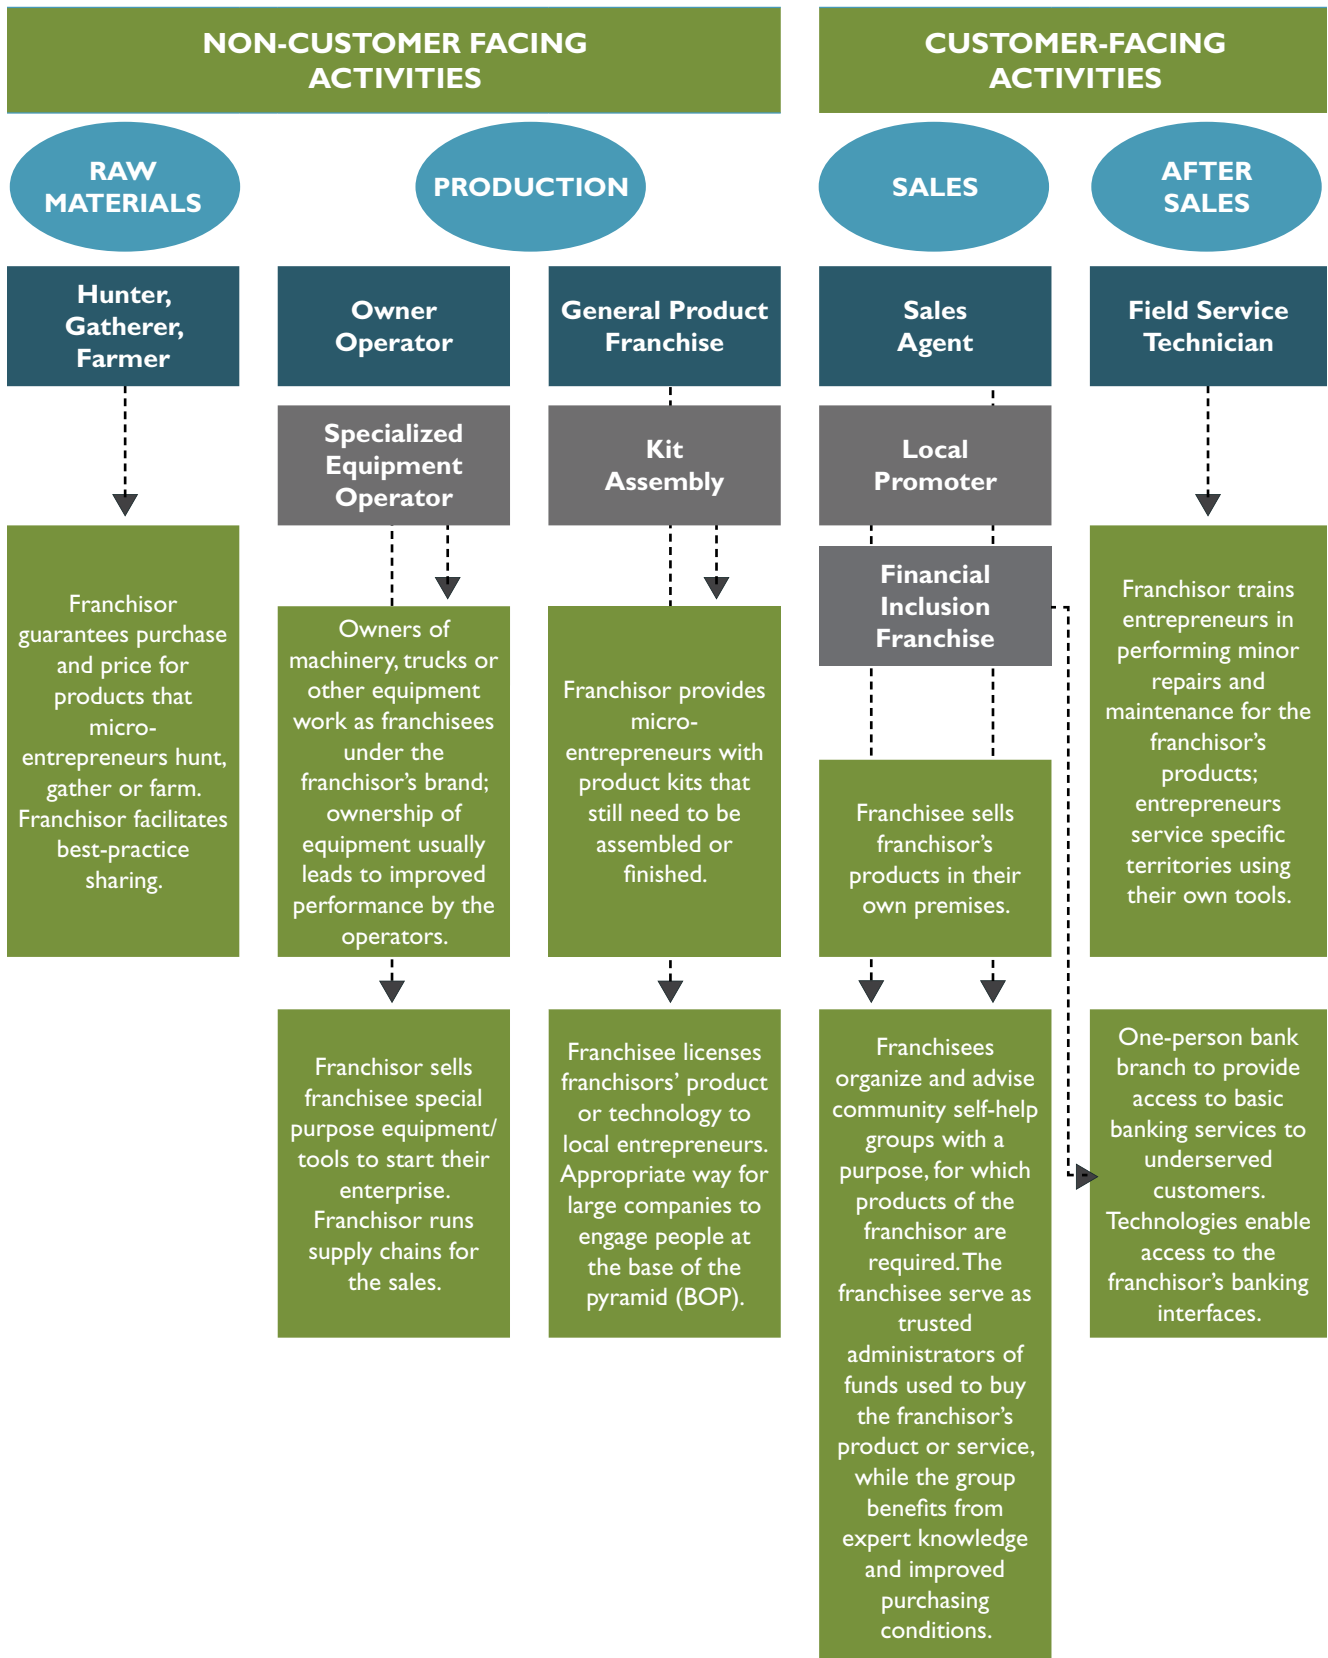 NON-CUSTOMER FACING
ACTIVITIES
CUSTOMER-FACING
ACTIVITIES
RAW
MATERIALS
PRODUCTION
SALES
AFTER
SALES
Hunter,
Gatherer,
Farmer
Owner
Operator
General Product
Franchise
Sales
Agent
Field Service
Technician
Specialized
Equipment
Operator
Kit
Assembly
Local
Promoter
Financial
Inclusion
Franchise
Franchisor
guarantees purchase
and price for
products that
micro-
entrepreneurs hunt,
gather or farm.
Franchisor facilitates
best-practice
sharing.
Owners of
machinery, trucks or
other equipment
work as franchisees
under the
franchisor’s brand;
ownership of
equipment usually
leads to improved
performance by the
operators.
Franchisor provides
micro-
entrepreneurs with
product kits that
still need to be
assembled or
finished.
Franchisee sells
franchisor’s
products in their
own premises.
Franchisor trains
entrepreneurs in
performing minor
repairs and
maintenance for the
franchisor’s
products;
entrepreneurs
service specific
territories using
their own tools.
Franchisor sells
franchisee special
purpose equipment/
tools to start their
enterprise.
Franchisor runs
supply chains for
the sales.
Franchisee licenses
franchisors’ product
or technology to
local entrepreneurs.
Appropriate way for
large companies to
engage people at
the base of the
pyramid (BOP).
Franchisees
organize and advise
community self-help
groups with a
purpose, for which
products of the
franchisor are
required. The
franchisee serve as
trusted
administrators of
funds used to buy
the franchisor’s
product or service,
while the group
benefits from
expert knowledge
and improved
purchasing
conditions.
One-person bank
branch to provide
access to basic
banking services to
underserved
customers.
Technologies enable
access to the
franchisor’s banking
interfaces.